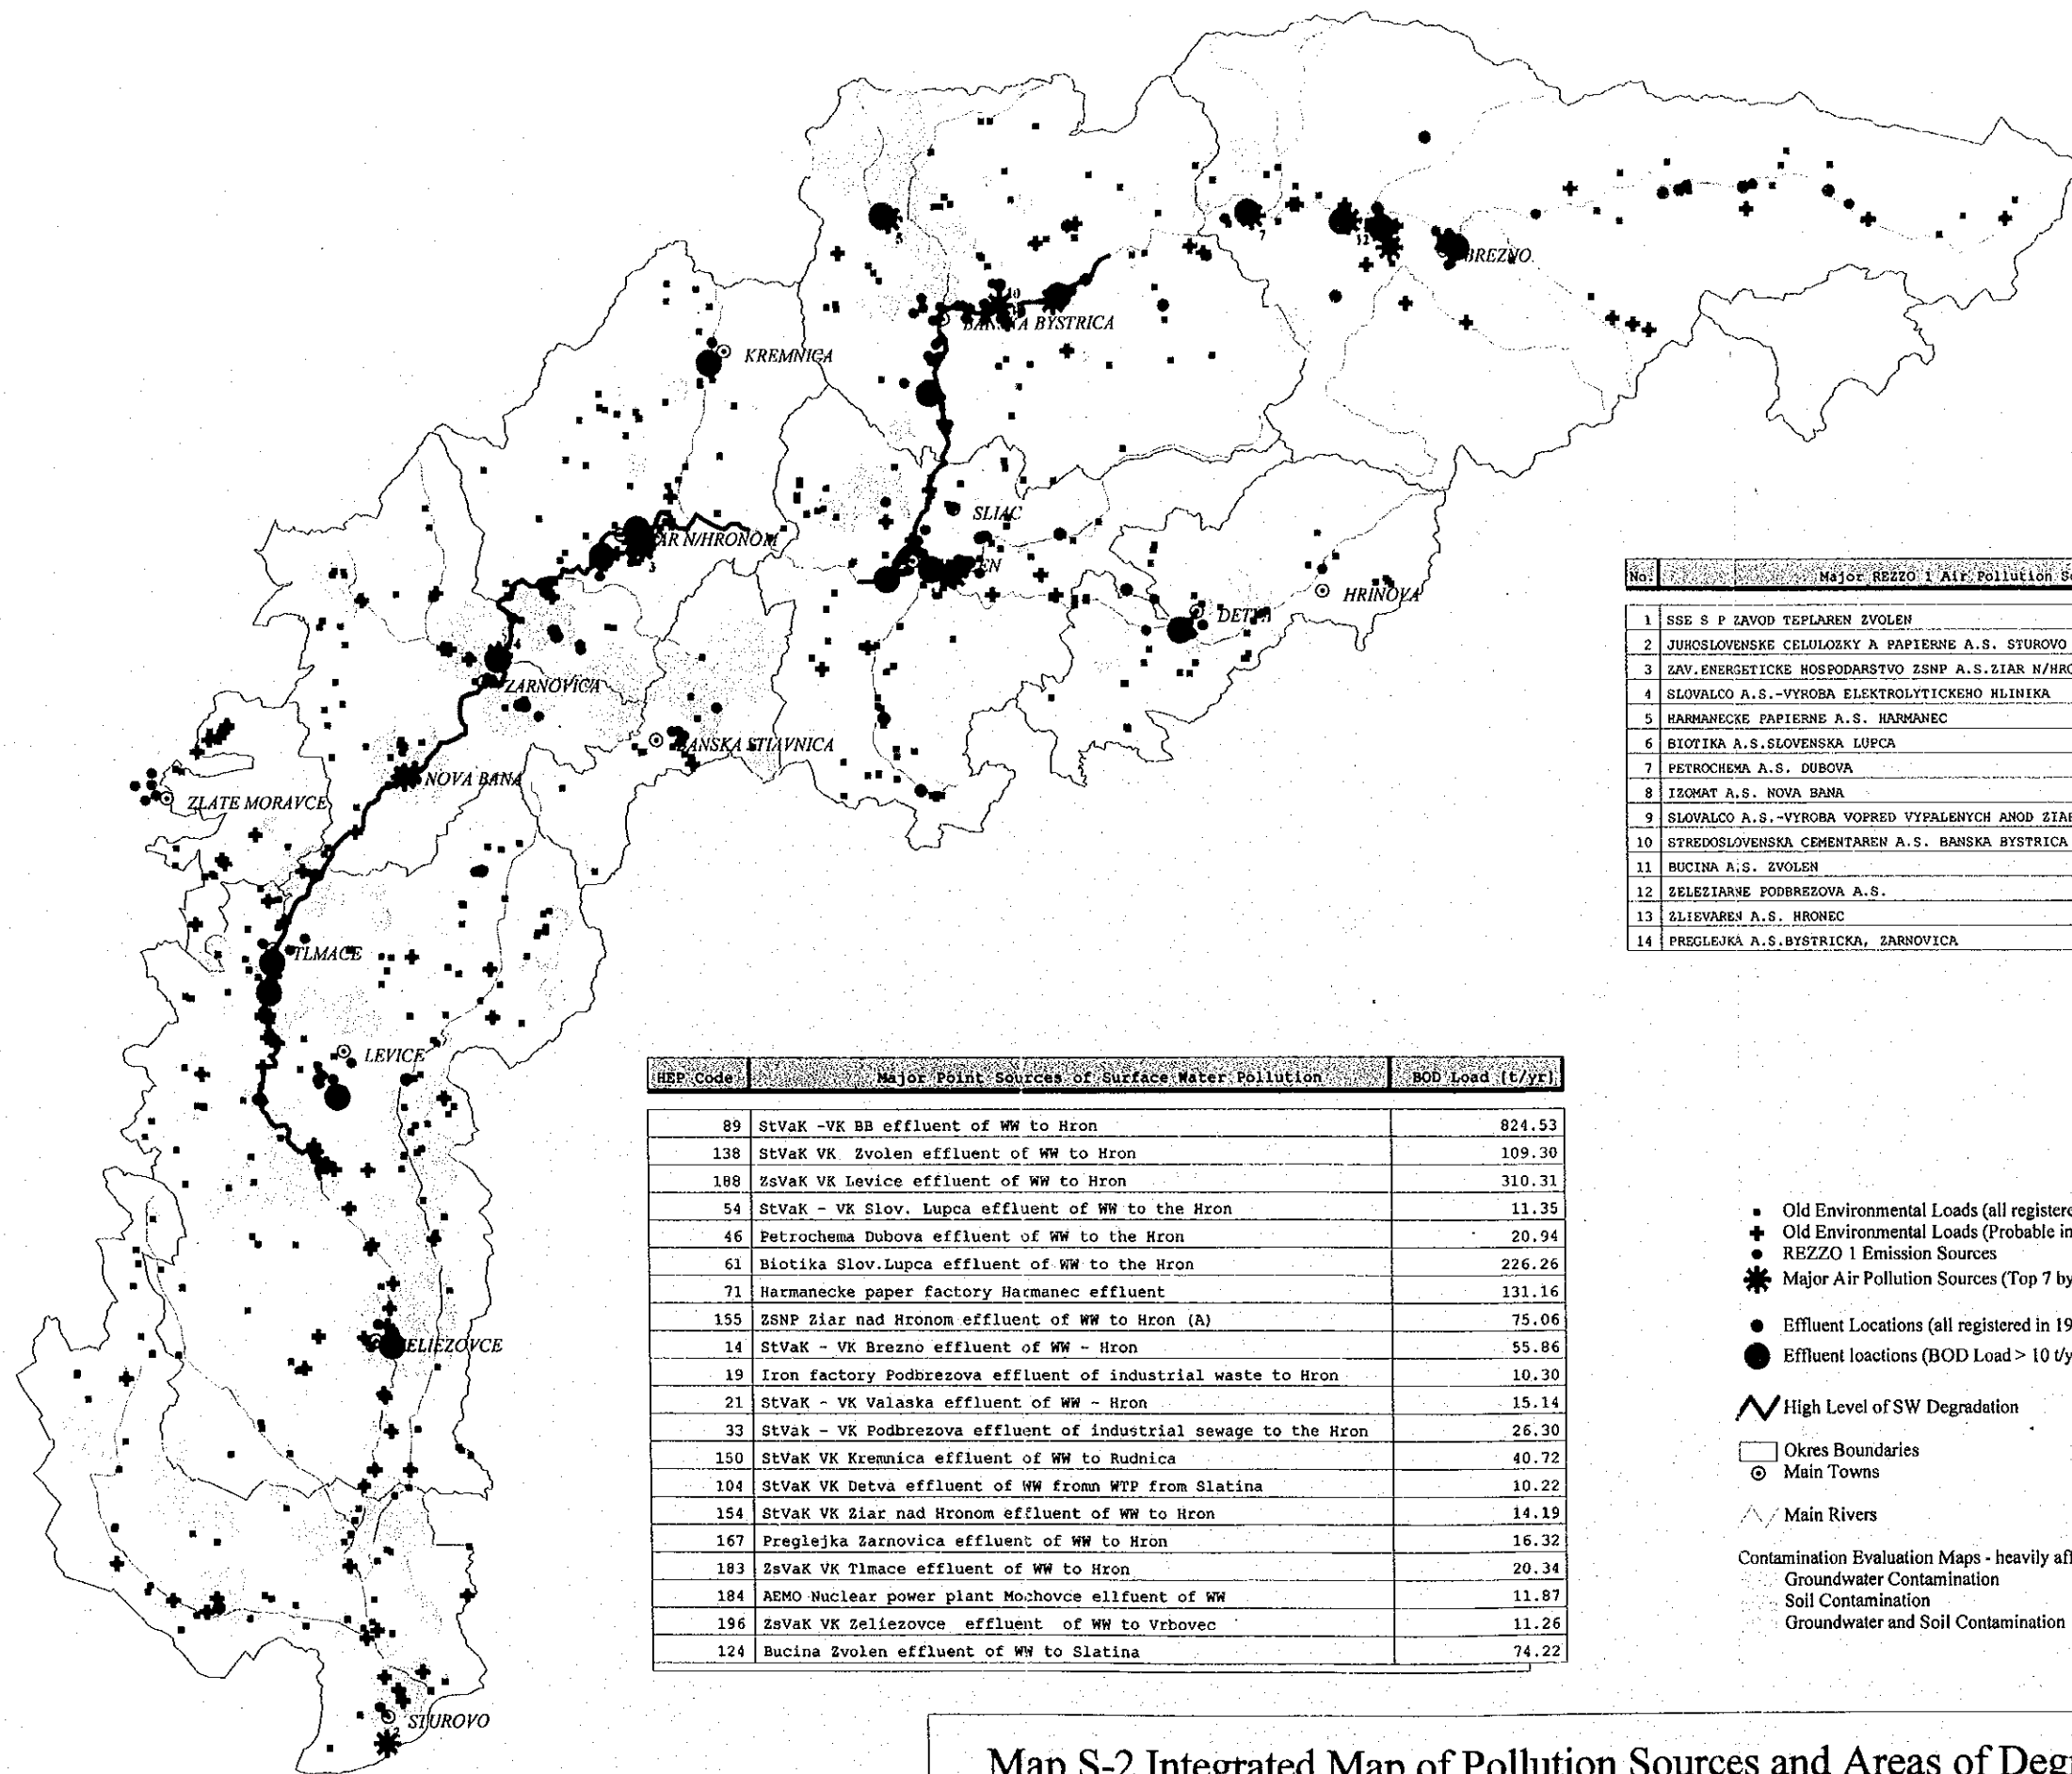 5
7
12
BREZNO
10
BANSKA BYSTRICA
KREMNICA
SLIAC
AR N/HRONOM
3
EN
HRINOVA
DETVA
4
ZARNOVICA
BANSKA STIAVNICA
NOVA BANA
ZLATE MORAVCE
TLMACE
LEVICE
ELIEZOVCE
2
STUROVO
No. Major REZZO 1 Air Pollution S
1 SSE S P ZAVOD TEPLAREN ZVOLEN
2 JUHOSLOVENSKE CELULOZKY A PAPIERNE A.S. STUROVO
3 ZAV.ENERGETICKE HOSPODARSTVO ZSNP A.S.ZIAR N/HRO
4 SLOVALCO A.S.-VYROBA ELEKTROLYTICKEHO HLINIKA
5 HARMANECKE PAPIERNE A.S. HARMANEC
6 BIOTIKA A.S.SLOVENSKA LUPCA
7 PETROCHEMA A.S. DUBOVA
8 IZOMAT A.S. NOVA BANA
9 SLOVALCO A.S.-VYROBA VOPRED VYPALENYCH ANOD ZIAR
10 STREDOSLOVENSKA CEMENTAREN A.S. BANSKA BYSTRICA
11 BUCINA A.S. ZVOLEN
12 ZELEZIARNE PODBREZOVA A.S.
13 ZLIEVAREN A.S. HRONEC
14 PREGLEJKA A.S.BYSTRICKA, ZARNOVICA
HEP Code Major Point Sources of Surface Water Pollution BOD Load (t/yr)
89 StVaK -VK BB effluent of WW to Hron 824.53
138 StVaK VK Zvolen effluent of WW to Hron 109.30
188 ZsVaK VK Levice effluent of WW to Hron 310.31
54 StVaK - VK Slov. Lupca effluent of WW to the Hron 11.35
46 Petrochema Dubova effluent of WW to the Hron 20.94
61 Biotika Slov.Lupca effluent of WW to the Hron 226.26
71 Harmanecke paper factory Harmanec effluent 131.16
155 ZSNP Ziar nad Hronom effluent of WW to Hron (A) 75.06
14 StVaK - VK Brezno effluent of WW - Hron 55.86
19 Iron factory Podbrezova effluent of industrial waste to Hron 10.30
21 StVaK - VK Valaska effluent of WW - Hron 15.14
33 StVak - VK Podbrezova effluent of industrial sewage to the Hron 26.30
150 StVaK VK Kremnica effluent of WW to Rudnica 40.72
104 StVaK VK Detva effluent of WW fromn WTP from Slatina 10.22
154 StVaK VK Ziar nad Hronom effluent of WW to Hron 14.19
167 Preglejka Zarnovica effluent of WW to Hron 16.32
183 ZsVaK VK Tlmace effluent of WW to Hron 20.34
184 AEMO Nuclear power plant Mochovce ellfuent of WW 11.87
196 ZsVaK VK Zeliezovce effluent of WW to Vrbovec 11.26
124 Bucina Zvolen effluent of WW to Slatina 74.22
Old Environmental Loads (all registere
Old Environmental Loads (Probable in
REZZO 1 Emission Sources
Major Air Pollution Sources (Top 7 by
Effluent Locations (all registered in 19
Effluent loactions (BOD Load > 10 t/y
High Level of SW Degradation
Okres Boundaries
Main Towns
Main Rivers
Contamination Evaluation Maps - heavily aff
Groundwater Contamination
Soil Contamination
Groundwater and Soil Contamination
Map S-2 Integrated Map of Pollution Sources and Areas of Degr